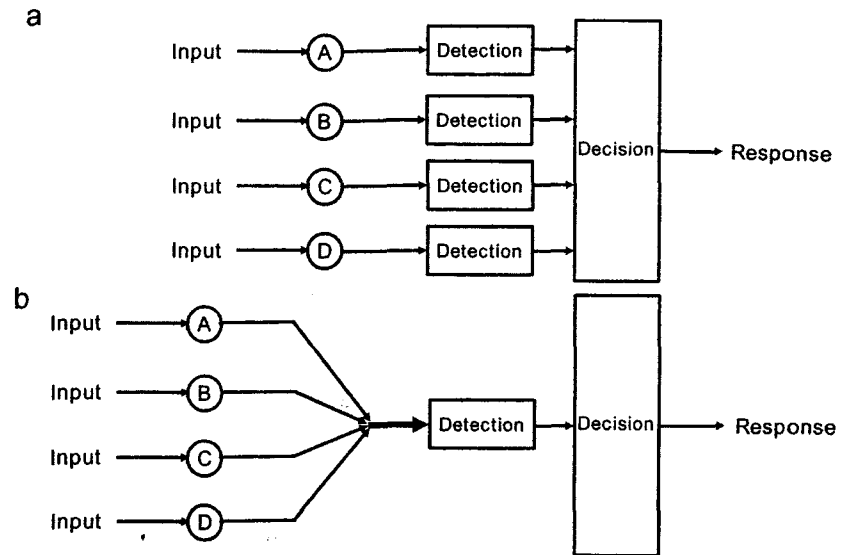 a
Input A Detection
Input B Detection
Decision Response
Input C Detection
Input D Detection
b
Input A
Input B
Detection Decision Response
Input C
Input D